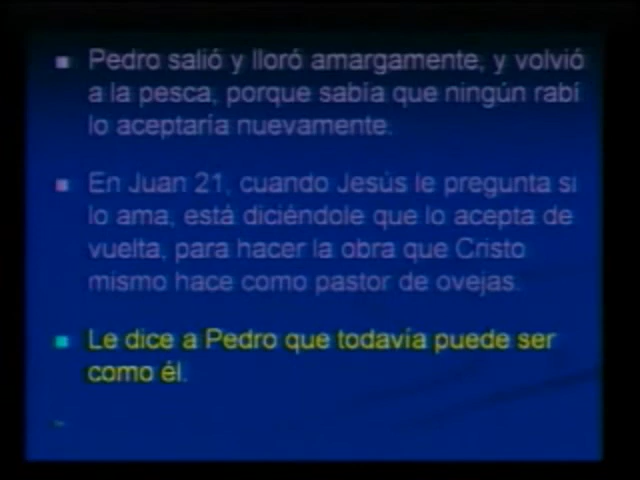 Pedro salió y lloró amargamente, y volvió
a la pesca, porque sabía que ningún rabí
lo aceptaría nuevamente.
En Juan 21, cuando Jesús le pregunta si
lo ama, está diciéndole que lo acepta de
vuelta, para hacer la obra que Cristo
mismo hace como pastor de ovejas.
Le dice a Pedro que todavía puede ser
como él.